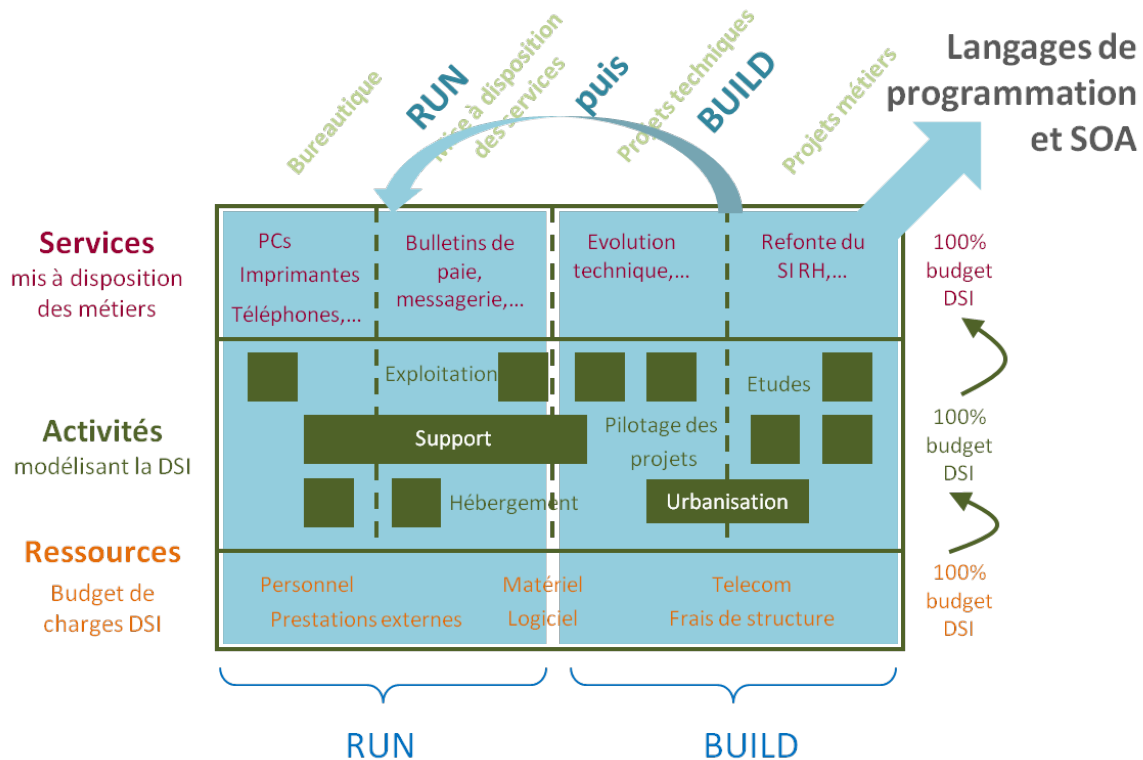 Langages de
programmation
et SOA
RUN puis BUILD
Bureautique
Mise à disposition
des services
Projets techniques
Projets métiers
Services
mis à disposition
des métiers
PCs
Imprimantes
Téléphones,...
Bulletins de
paie,
messagerie,...
Evolution
technique,...
Refonte du
SI RH,...
100%
budget
DSI
Activités
modélisant la DSI
Exploitation
Etudes
Support
Pilotage des
projets
Hébergement
Urbanisation
100%
budget
DSI
Ressources
Budget de
charges DSI
Personnel
Matériel
Telecom
Prestations externes
Logiciel
Frais de structure
100%
budget
DSI
RUN
BUILD